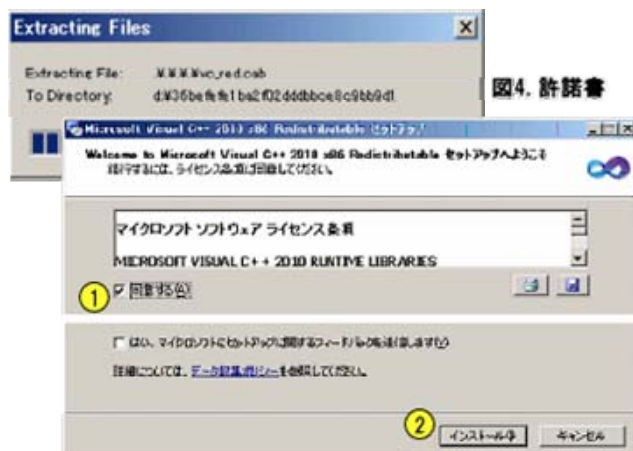 Extracting Files
Extracting File: .¥.¥.¥.¥vc_red.cab
To Directory:
図4. 許諾書
Microsoft Visual C++ 2010 x86 Redistributable セットアップ
Welcome to Microsoft Visual C++ 2010 x86 Redistributable セットアップへようこそ
続行するには、ライセンス条項に同意してください。
マイクロソフト ソフトウェア ライセンス条項
MICROSOFT VISUAL C++ 2010 RUNTIME LIBRARIES
① 同意する(A)
はい、マイクロソフトにセットアップに関するフィードバックを送信します(Y)
詳細については、データ収集ポリシーを参照してください。
② インストール(I) キャンセル